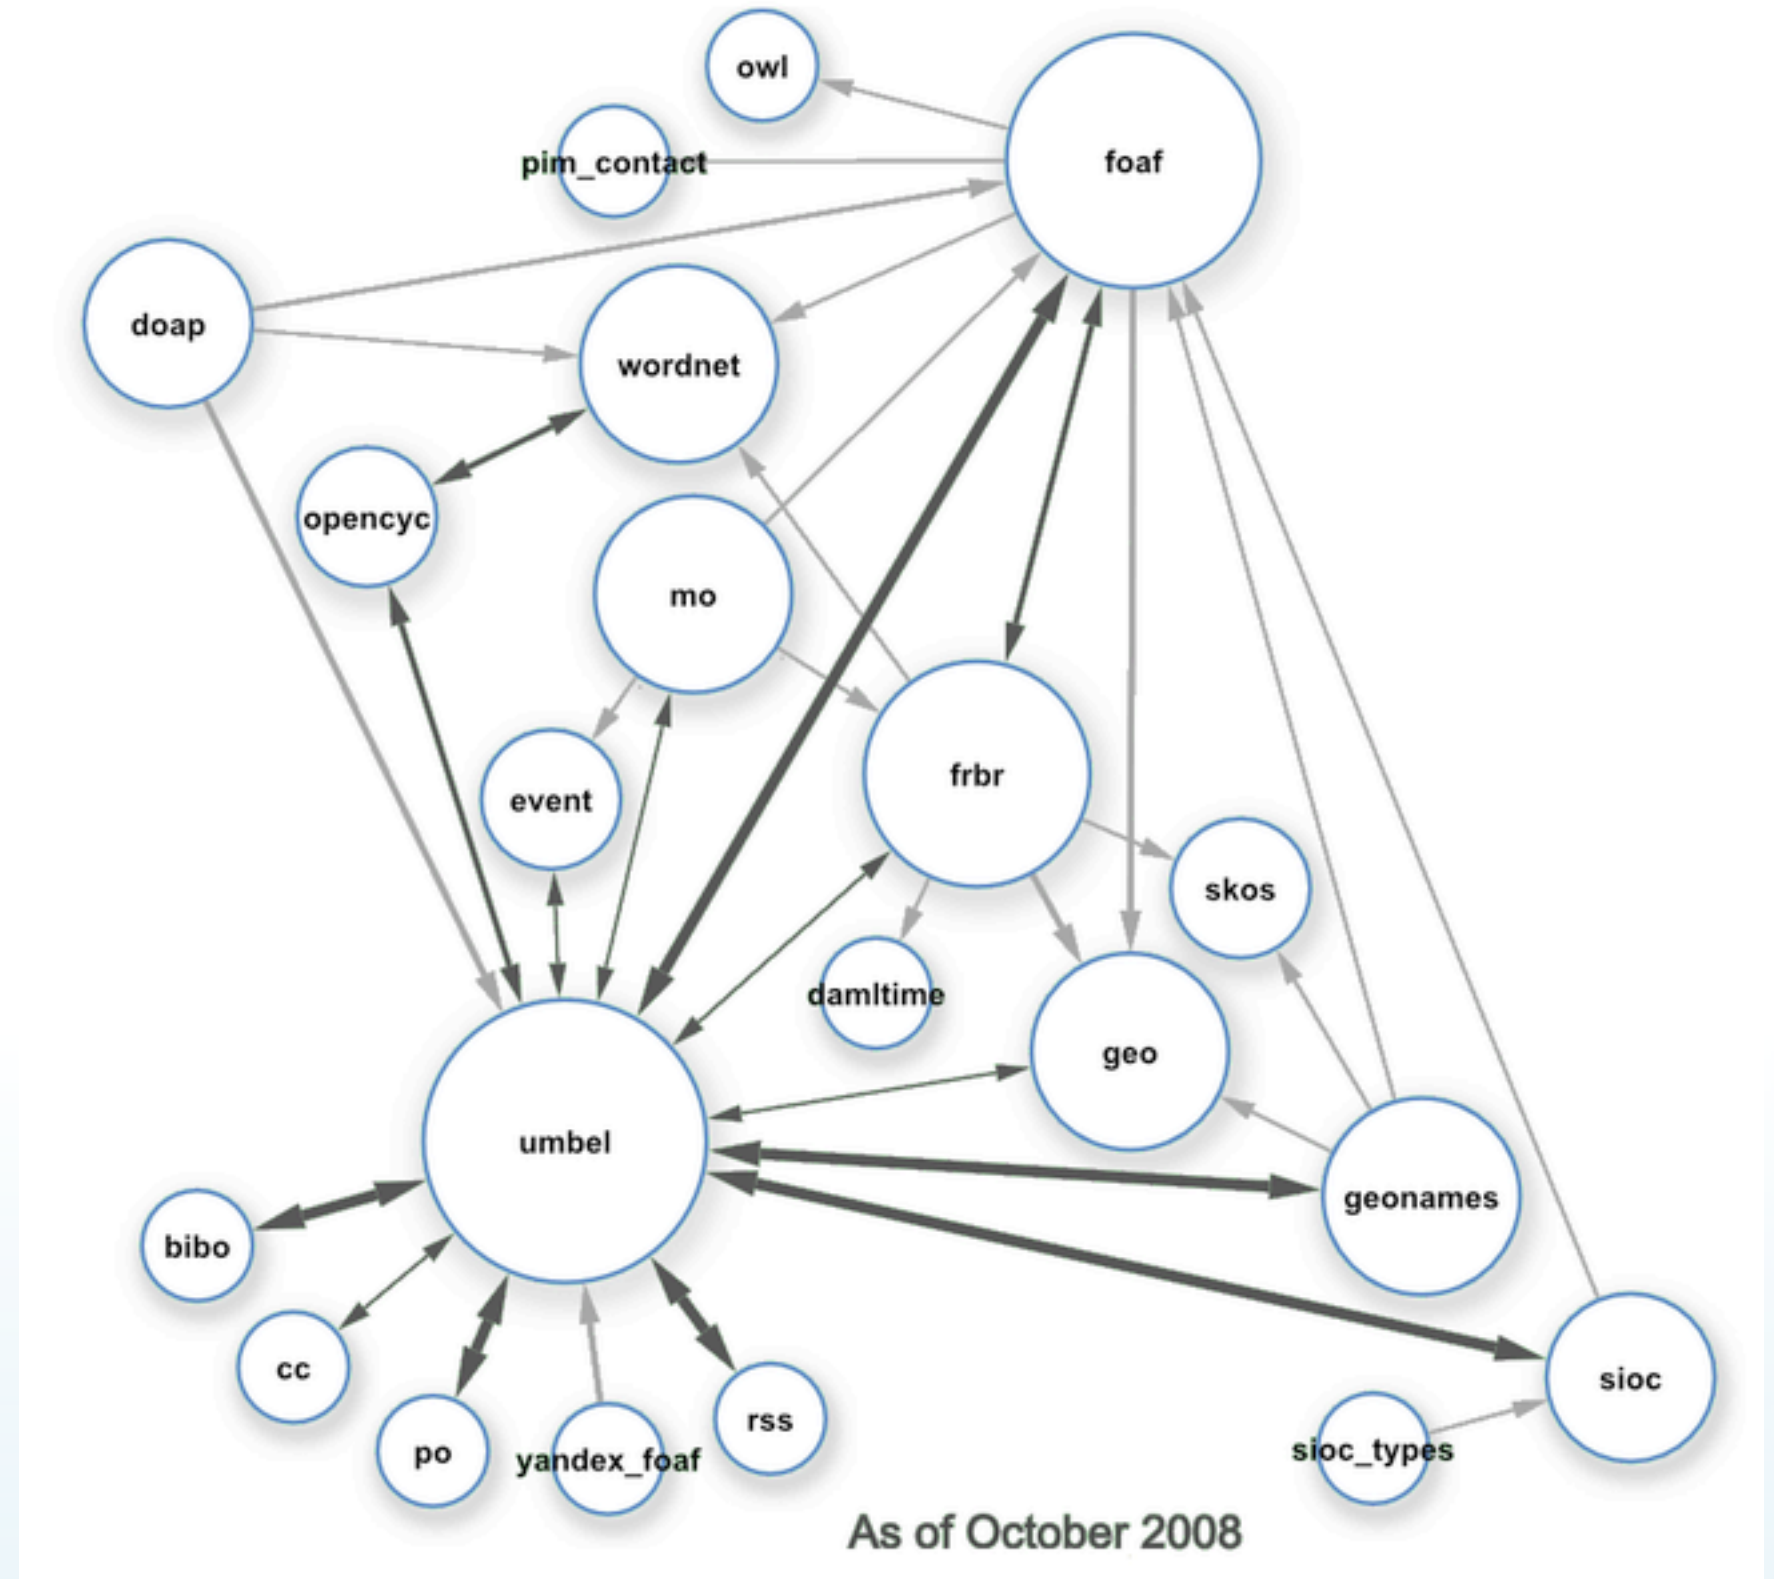 owl
foaf
pim_contact
doap
wordnet
opencyc
mo
frbr
event
skos
damltime
geo
umbel
geonames
bibo
cc
sioc
rss
po
yandex_foaf
sioc_types
As of October 2008